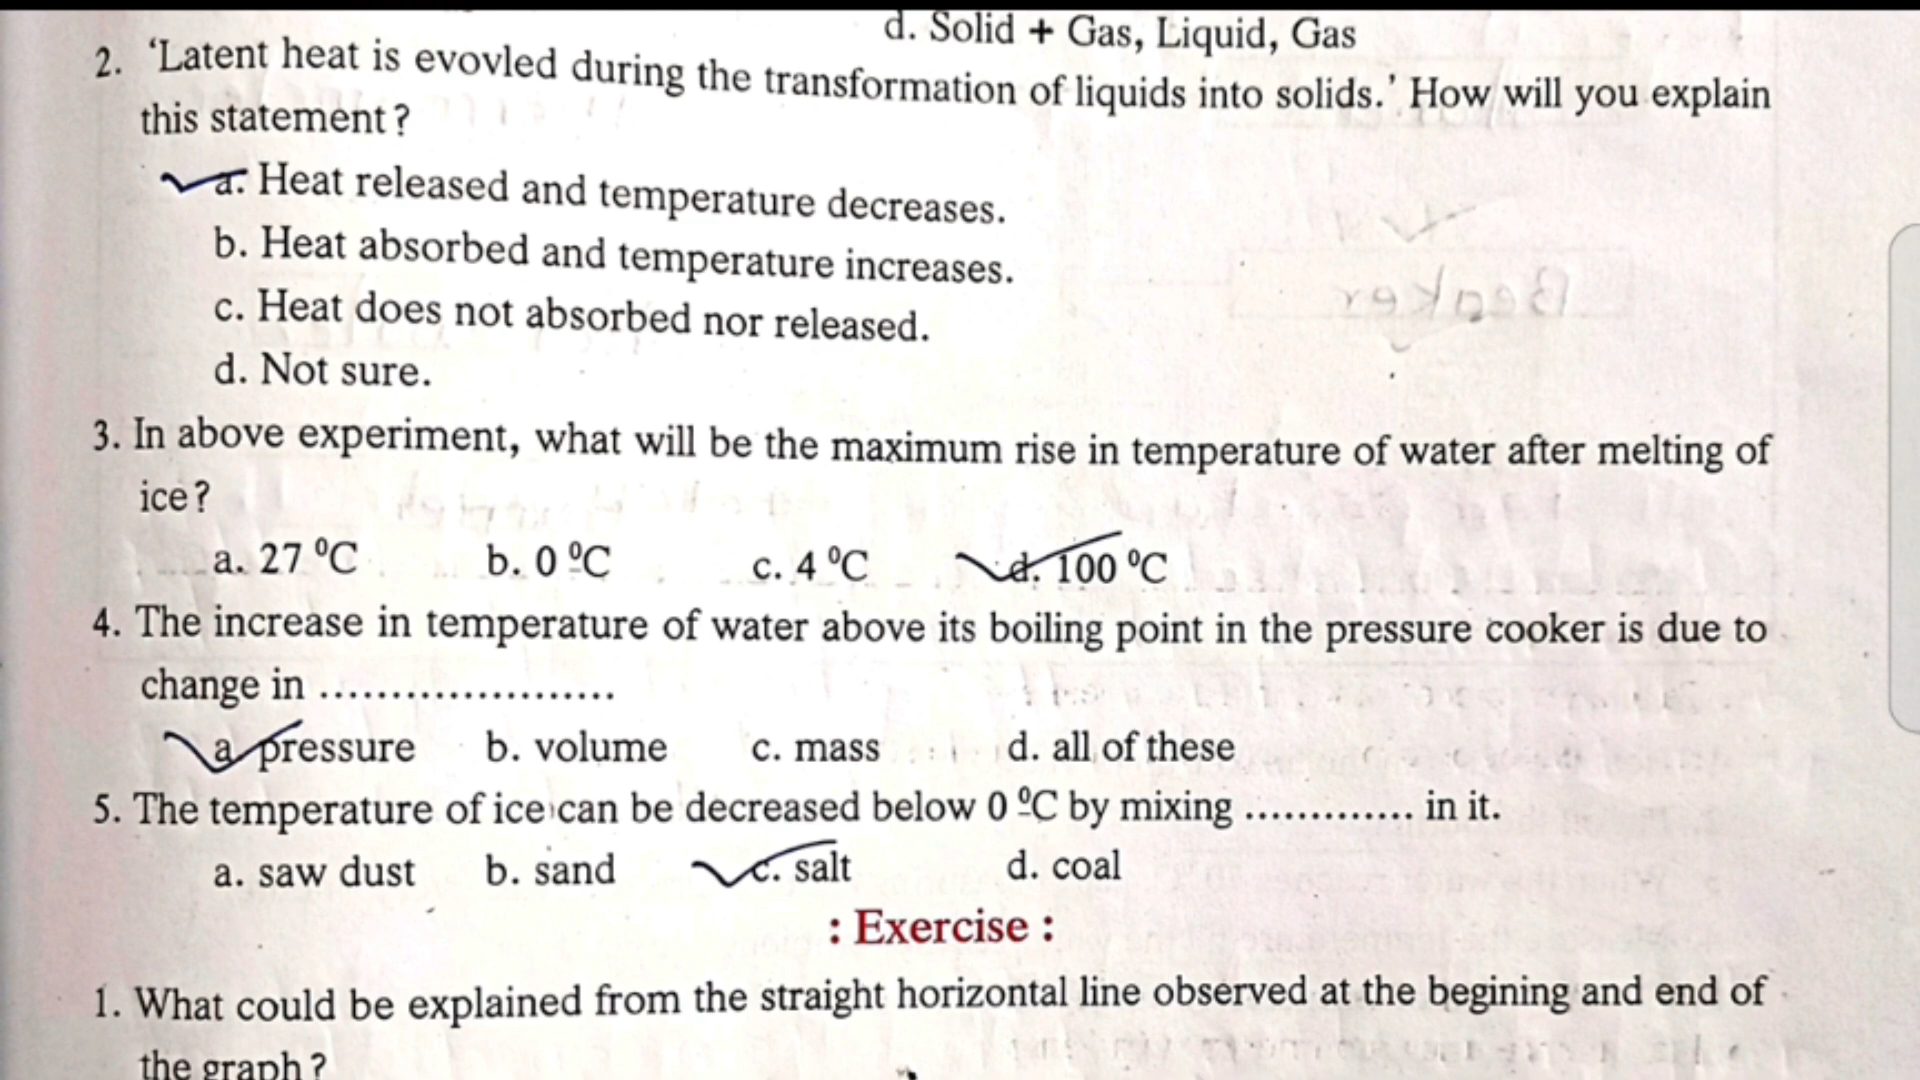 d. Solid + Gas, Liquid, Gas
2. ‘Latent heat is evovled during the transformation of liquids into solids.’ How will you explain
this statement?
a. Heat released and temperature decreases.
b. Heat absorbed and temperature increases.
c. Heat does not absorbed nor released.
d. Not sure.
3. In above experiment, what will be the maximum rise in temperature of water after melting of
ice?
a. 27 ⁰C b. 0 ⁰C c. 4 ⁰C d. 100 ⁰C
4. The increase in temperature of water above its boiling point in the pressure cooker is due to
change in .....................
a pressure b. volume c. mass d. all of these
5. The temperature of ice can be decreased below 0 ⁰C by mixing ............. in it.
a. saw dust b. sand c. salt d. coal
: Exercise :
1. What could be explained from the straight horizontal line observed at the begining and end of
the graph?